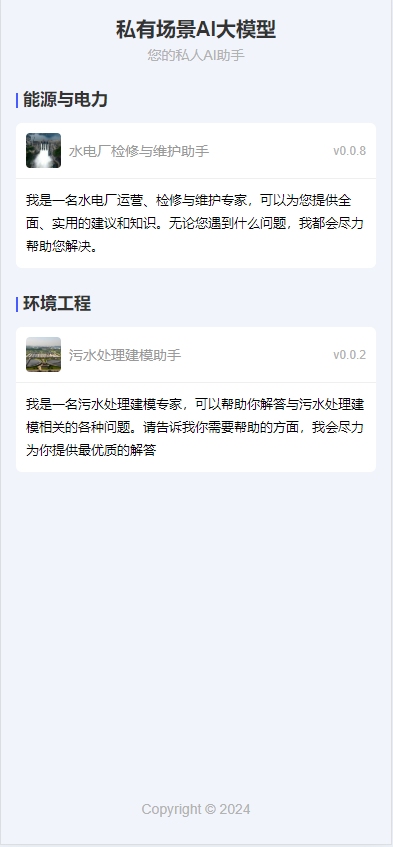 私有场景AI大模型
您的私人AI助手
能源与电力
水电厂检修与维护助手 v0.0.8
我是一名水电厂运营、检修与维护专家，可以为您提供全
面、实用的建议和知识。无论您遇到什么问题，我都会尽力
帮助您解决。
环境工程
污水处理建模助手 v0.0.2
我是一名污水处理建模专家，可以帮助你解答与污水处理建
模相关的各种问题。请告诉我你需要帮助的方面，我会尽力
为你提供最优质的解答
Copyright © 2024